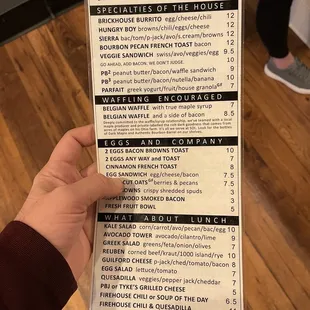 SPECIALTIES OF THE HOUSE
BRICKHOUSE BURRITO egg/cheese/chili 12
HUNGRY BOY browns/chili/eggs/cheese 12
SIERRA bac/tom/p-jack/avo/s.cream/browns 12
BOURBON PECAN FRENCH TOAST bacon 12
VEGGIE SANDWICH swiss/avo/veggies/egg 9.5
GO AHEAD, ADD BACON, WE DON'T JUDGE 10
PB² peanut butter/bacon/waffle sandwich 9
PB³ peanut butter/bacon/nutella/banana 10
PARFAIT greek yogurt/fruit/house granola 7
WAFFLING ENCOURAGED
BELGIAN WAFFLE with true maple syrup 7
BELGIAN WAFFLE and a side of bacon 8.5
EGGS AND COMPANY
2 EGGS BACON BROWNS TOAST 10
2 EGGS ANY WAY and TOAST 7
CINNAMON FRENCH TOAST 8
EGG SANDWICH egg/cheese/bacon 7.5
CUT OATS berries & pecans 7.5
OWNS crispy shredded spuds 3
PLEWOOD SMOKED BACON 3
FRESH FRUIT BOWL 5
WHAT ABOUT LUNCH
KALE SALAD corn/carrot/avo/pecan/bac/egg 10
AVOCADO TOWER avocado/cilantro/lime 9
GREEK SALAD greens/feta/onion/olives 7
REUBEN corned beef/kraut/1000 island/rye 10
GUILFORD CHEESE p-jack/ched/tomato/bacon 8
EGG SALAD lettuce/tomato 7
QUESADILLA veggies/pepper jack/cheddar 7
PBJ or TYKE'S GRILLED CHEESE 5
FIREHOUSE CHILI or SOUP OF THE DAY 6.5
FIREHOUSE CHILI & QUESADILLA